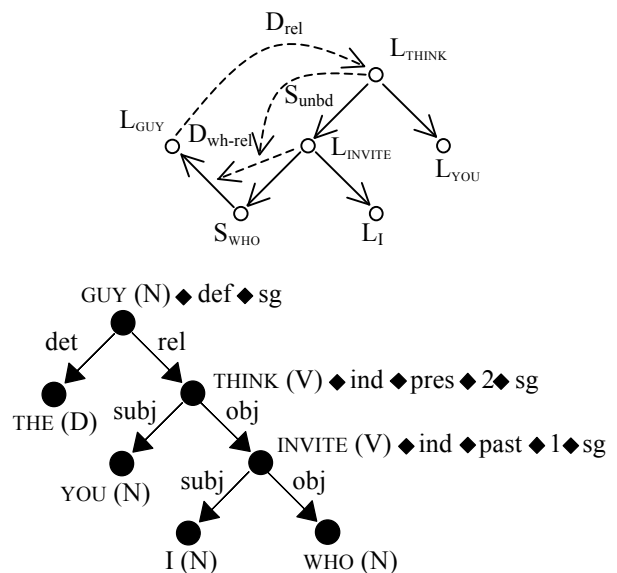 D_rel
L_THINK
S_unbd
L_GUY D_wh-rel
L_INVITE
L_YOU
S_WHO L_I
GUY (N) ◆ def ◆ sg
det rel
THINK (V) ◆ ind ◆ pres ◆ 2 ◆ sg
THE (D) subj obj
INVITE (V) ◆ ind ◆ past ◆ 1 ◆ sg
YOU (N) subj obj
I (N) WHO (N)